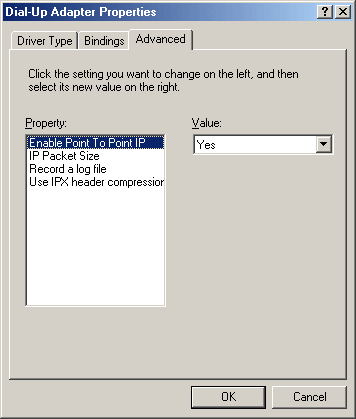 Dial-Up Adapter Properties
Driver Type Bindings Advanced
Click the setting you want to change on the left, and then
select its new value on the right.
Property:
Value:
Enable Point To Point IP
IP Packet Size
Record a log file
Use IPX header compression
Yes
OK Cancel